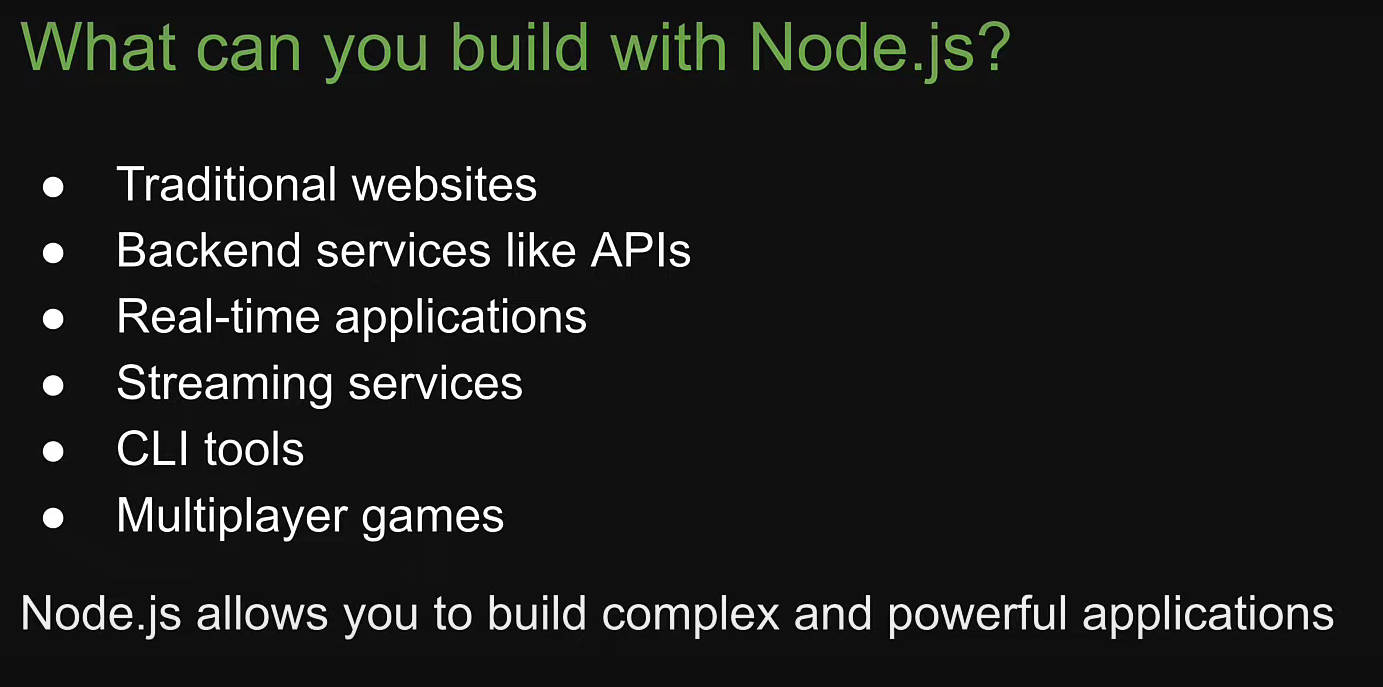 What can you build with Node.js?
● Traditional websites
● Backend services like APIs
● Real-time applications
● Streaming services
● CLI tools
● Multiplayer games
Node.js allows you to build complex and powerful applications